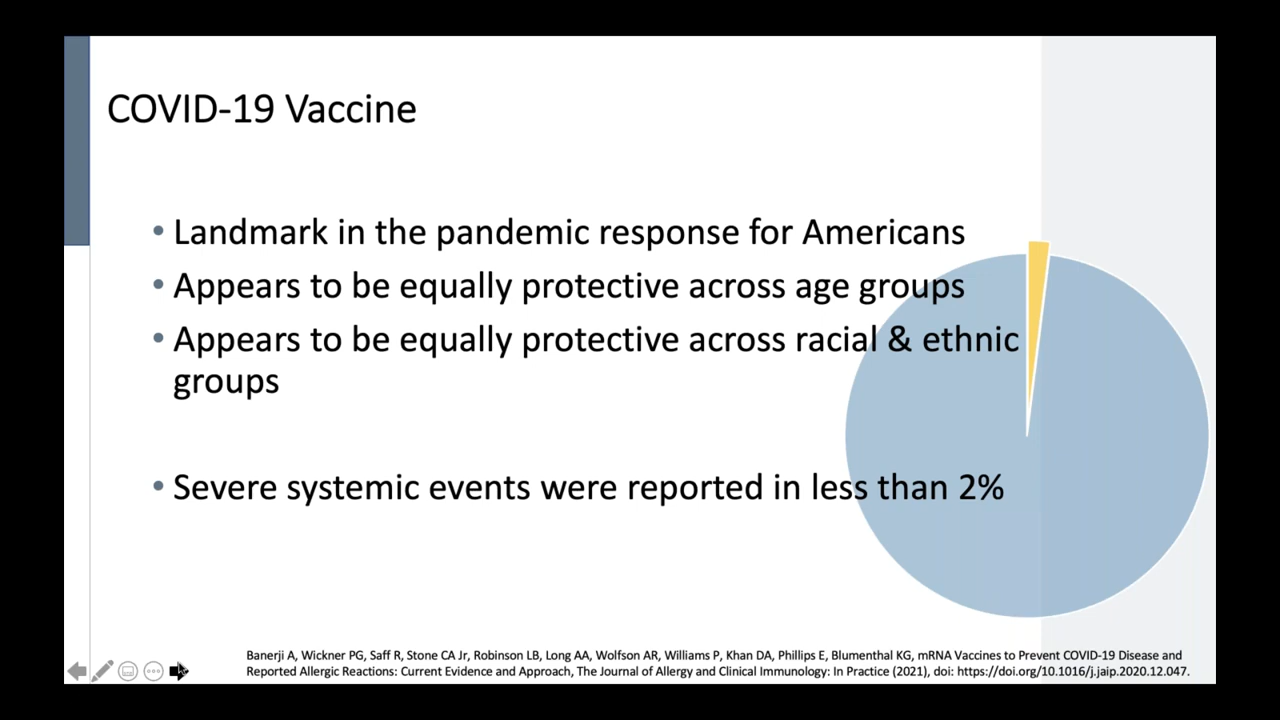 COVID-19 Vaccine
• Landmark in the pandemic response for Americans
• Appears to be equally protective across age groups
• Appears to be equally protective across racial & ethnic
groups
• Severe systemic events were reported in less than 2%
Banerji A, Wickner PG, Saff R, Stone CA Jr, Robinson LB, Long AA, Wolfson AR, Williams P, Khan DA, Phillips E, Blumenthal KG, mRNA Vaccines to Prevent COVID-19 Disease and
Reported Allergic Reactions: Current Evidence and Approach, The Journal of Allergy and Clinical Immunology: In Practice (2021), doi: https://doi.org/10.1016/j.jaip.2020.12.047.